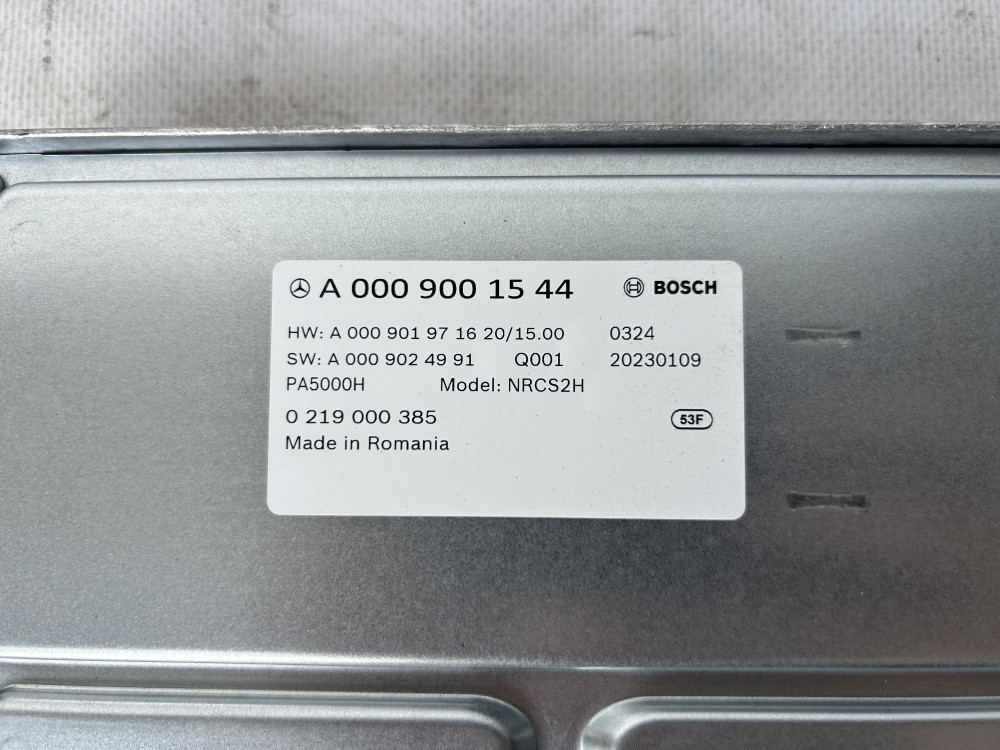 A 000 900 15 44 BOSCH
HW: A 000 901 97 16 20/15.00 0324
SW: A 000 902 49 91 Q001 20230109
PA5000H Model: NRCS2H
0 219 000 385 53F
Made in Romania